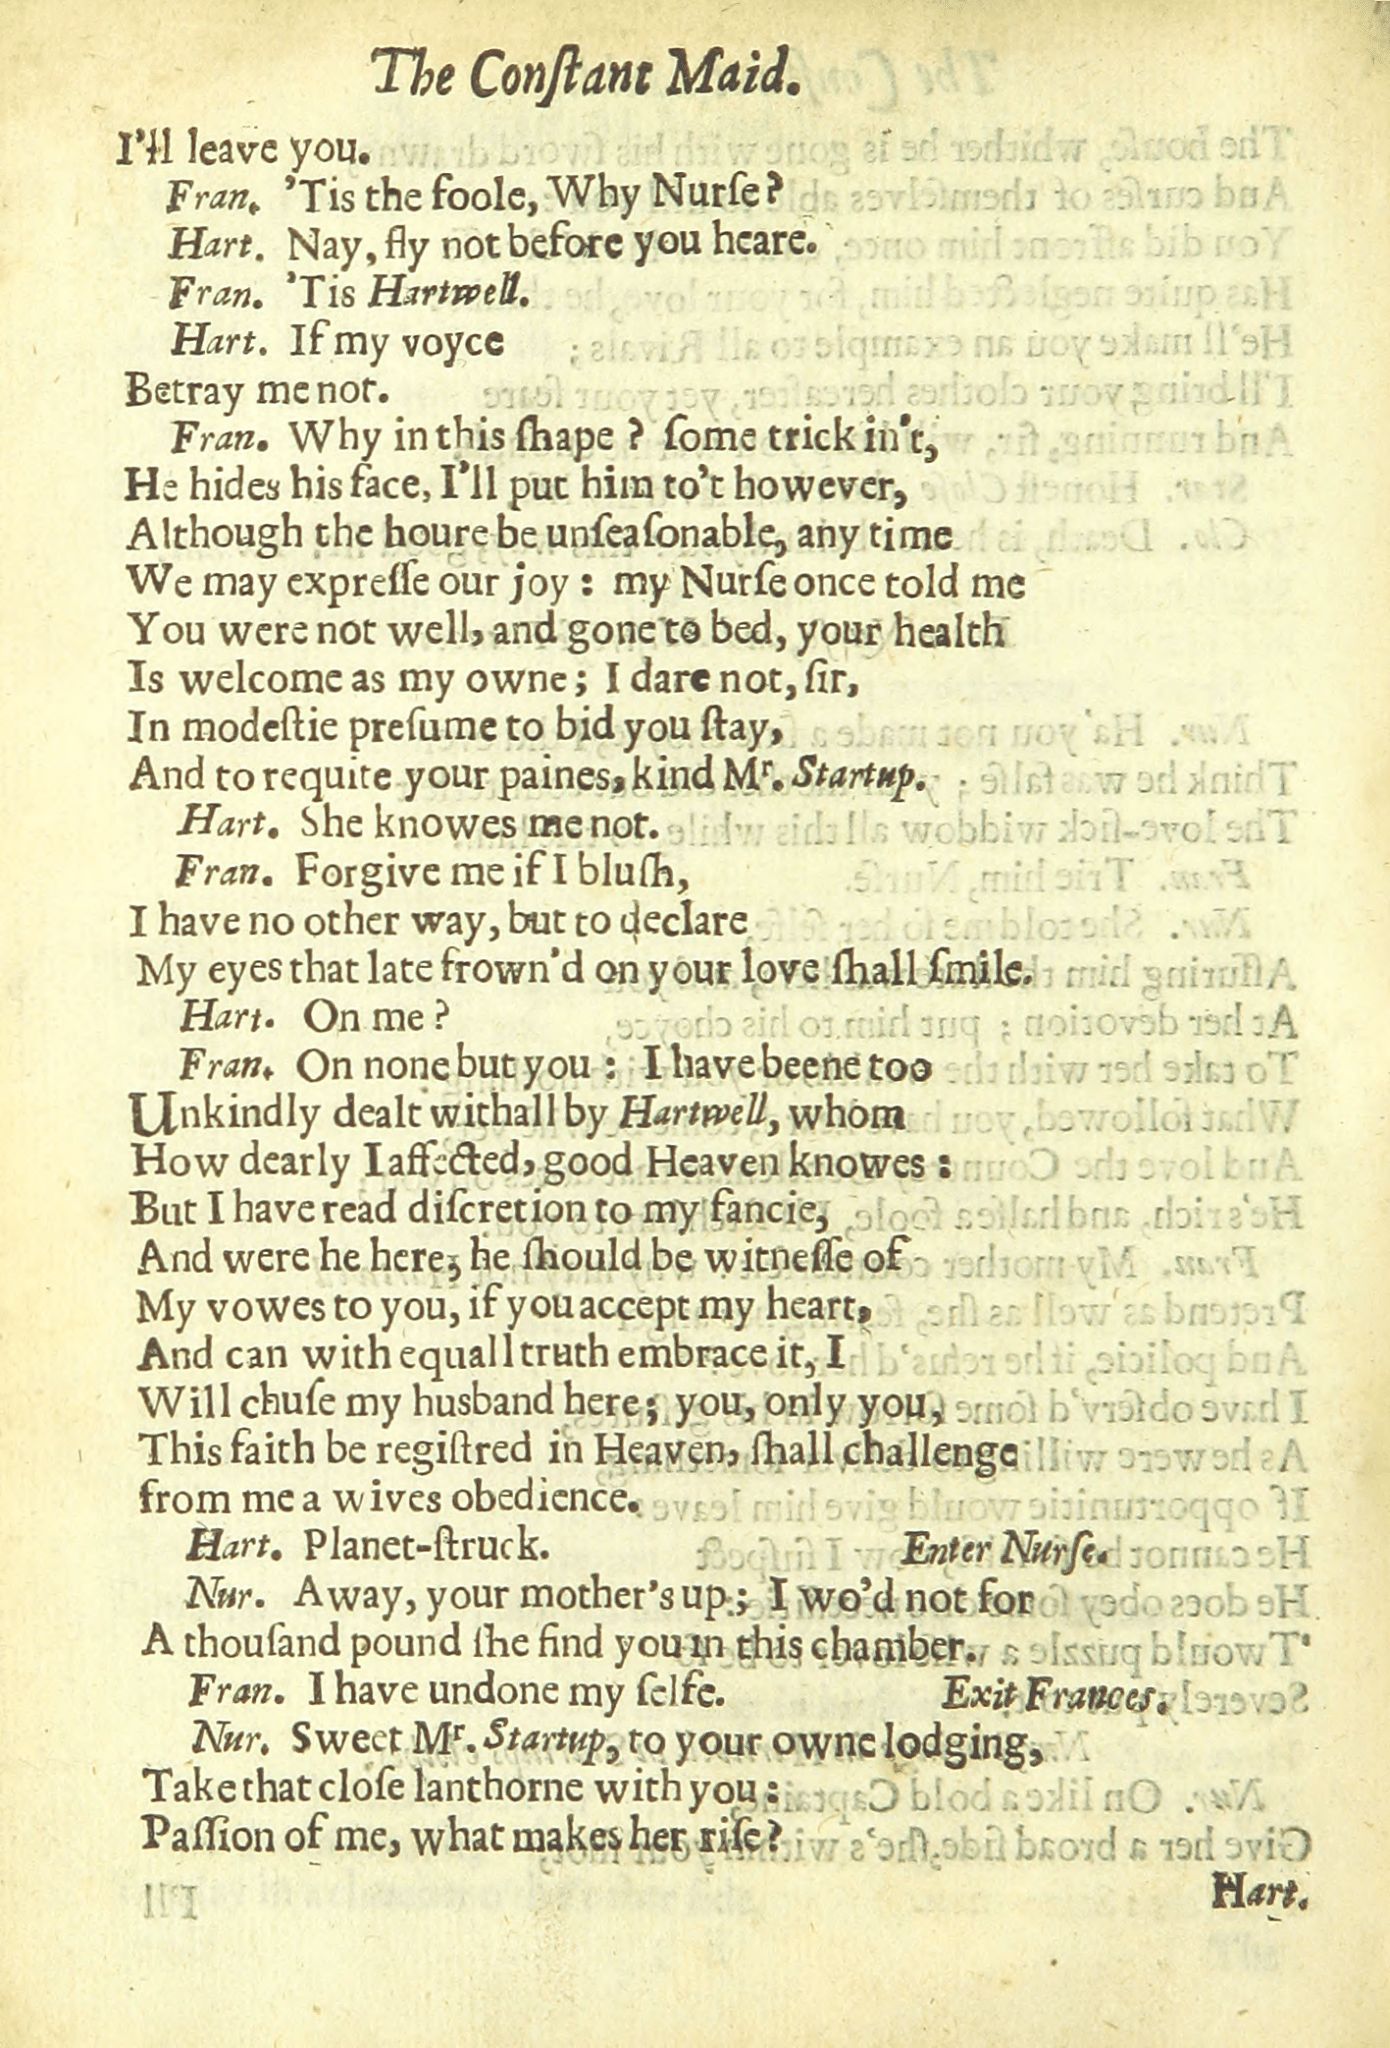 The Conſtant Maid.
I'll leave you.
Fran. 'Tis the foole, Why Nurſe?
Hart. Nay, fly not before you heare.
Fran. 'Tis Hartwell.
Hart. If my voyce
Betray me not.
Fran. Why in this ſhape? ſome trick in't,
He hides his face, I'll put him to't however,
Although the houre be unſeaſonable, any time
We may expreſſe our joy: my Nurſe once told me
You were not well, and gone to bed, your health
Is welcome as my owne; I dare not, ſir,
In modeſtie preſume to bid you ſtay,
And to requite your paines, kind Mr. Startup.
Hart. She knowes me not.
Fran. Forgive me if I bluſh,
I have no other way, but to declare
My eyes that late frown'd on your love ſhall ſmile.
Hart. On me?
Fran. On none but you: I have beene too
Unkindly dealt withall by Hartwell, whom
How dearly I affected, good Heaven knowes:
But I have read diſcretion to my fancie,
And were he here, he ſhould be witneſſe of
My vowes to you, if you accept my heart,
And can with equall truth embrace it, I
Will chuſe my husband here; you, only you,
This faith be regiſtred in Heaven, ſhall challenge
from me a wives obedience.
Hart. Planet-ſtruck. Enter Nurſe.
Nur. Away, your mother's up; I wo'd not for
A thouſand pound ſhe find you in this chamber.
Fran. I have undone my ſelfe. Exit Frances.
Nur. Sweet Mr. Startup, to your owne lodging,
Take that cloſe lanthorne with you:
Paſſion of me, what makes her riſe?
Hart.